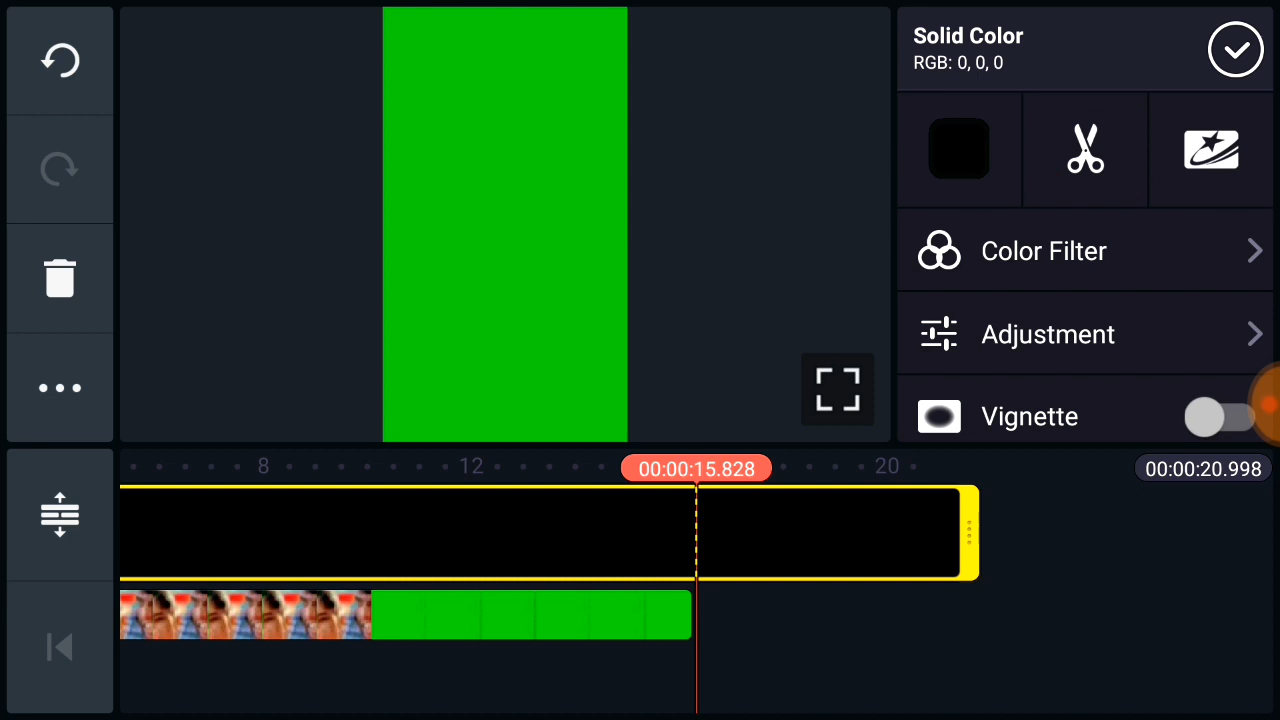 Solid Color
RGB: 0, 0, 0
Color Filter
Adjustment
Vignette
8
12
00:00:15.828
20
00:00:20.998